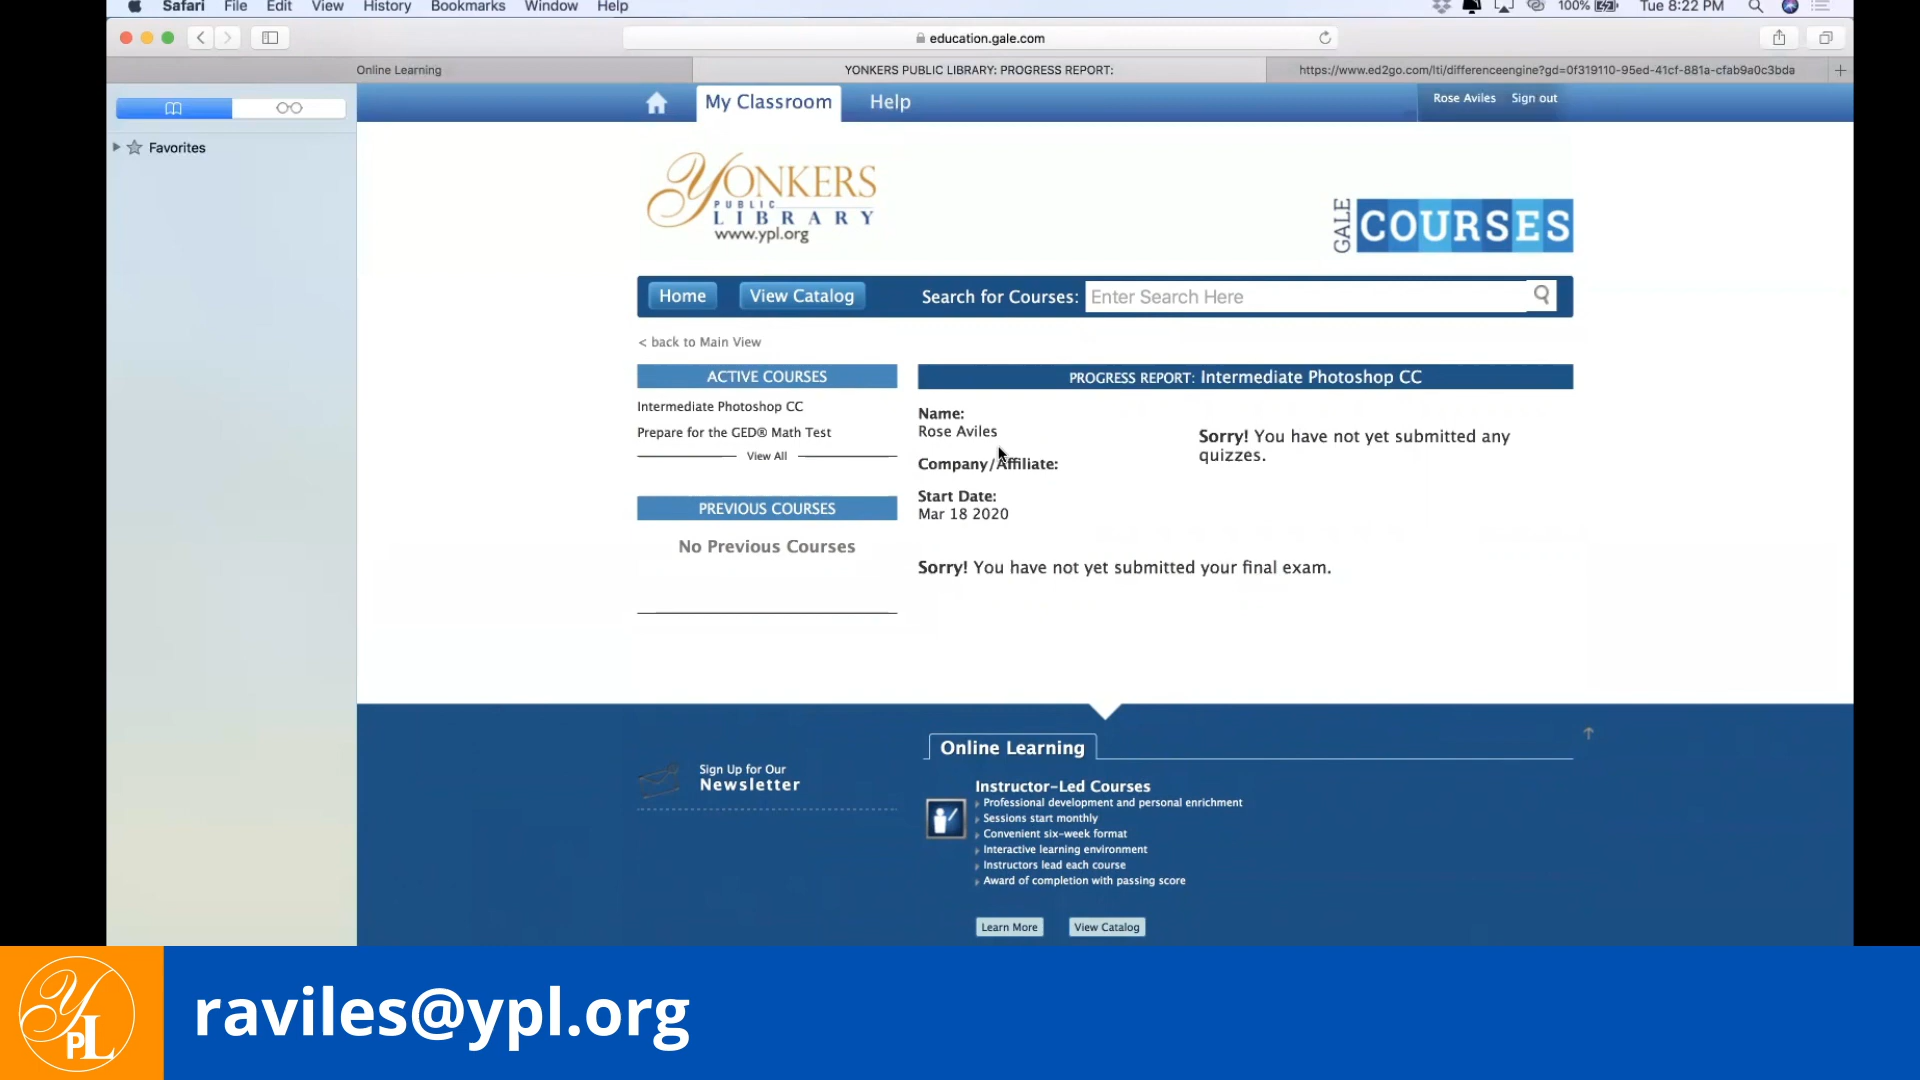 Safari File Edit View History Bookmarks Window Help 100% Tue 8:22 PM
education.gale.com
Online Learning
YONKERS PUBLIC LIBRARY: PROGRESS REPORT:
https://www.ed2go.com/lti/differenceengine?gd=0f319110-95ed-41cf-881a-cfab9a0c3bda
My Classroom Help
Rose Aviles Sign out
Favorites
YONKERS
PUBLIC
LIBRARY
www.ypl.org
GALE COURSES
Home View Catalog Search for Courses: Enter Search Here
< back to Main View
ACTIVE COURSES
Intermediate Photoshop CC
Prepare for the GED® Math Test
View All
PREVIOUS COURSES
No Previous Courses
PROGRESS REPORT: Intermediate Photoshop CC
Name:
Rose Aviles
Company/Affiliate:
Start Date:
Mar 18 2020
Sorry! You have not yet submitted any
quizzes.
Sorry! You have not yet submitted your final exam.
Sign Up for Our
Newsletter
Online Learning
Instructor-Led Courses
Professional development and personal enrichment
Sessions start monthly
Convenient six-week format
Interactive learning environment
Instructors lead each course
Award of completion with passing score
Learn More View Catalog
YPL
raviles@ypl.org